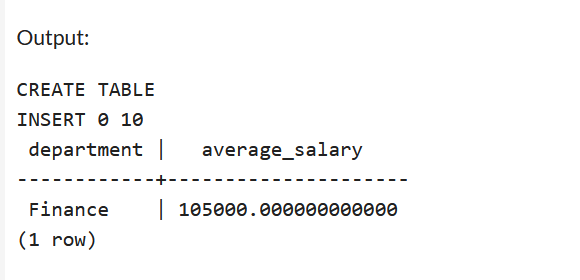 Output:
CREATE TABLE
INSERT 0 10
 department |   average_salary
------------+---------------------
 Finance    | 105000.000000000000
(1 row)